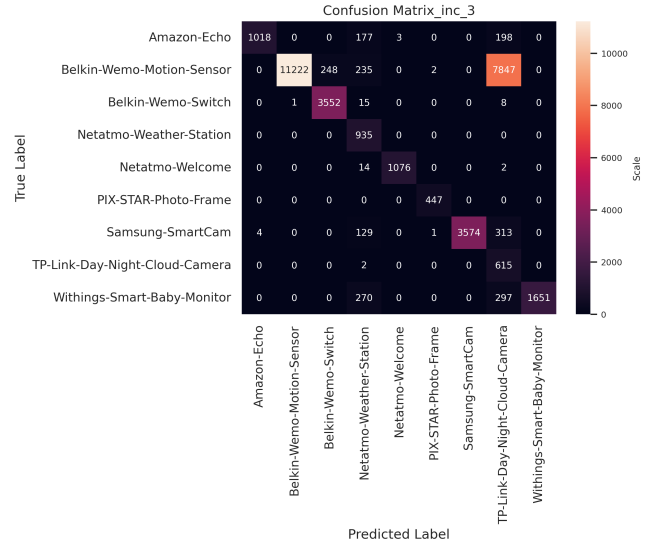 Confusion Matrix_inc_3
True Label
Amazon-Echo 1018 0 0 177 3 0 0 198 0
Belkin-Wemo-Motion-Sensor 0 11222 248 235 0 2 0 7847 0
Belkin-Wemo-Switch 0 1 3552 15 0 0 0 8 0
Netatmo-Weather-Station 0 0 0 935 0 0 0 0 0
Netatmo-Welcome 0 0 0 14 1076 0 0 2 0
PIX-STAR-Photo-Frame 0 0 0 0 0 447 0 0 0
Samsung-SmartCam 4 0 0 129 0 1 3574 313 0
TP-Link-Day-Night-Cloud-Camera 0 0 0 2 0 0 0 615 0
Withings-Smart-Baby-Monitor 0 0 0 270 0 0 0 297 1651
Amazon-Echo
Belkin-Wemo-Motion-Sensor
Belkin-Wemo-Switch
Netatmo-Weather-Station
Netatmo-Welcome
PIX-STAR-Photo-Frame
Samsung-SmartCam
TP-Link-Day-Night-Cloud-Camera
Withings-Smart-Baby-Monitor
Predicted Label
10000
8000
6000
4000
2000
0
Scale